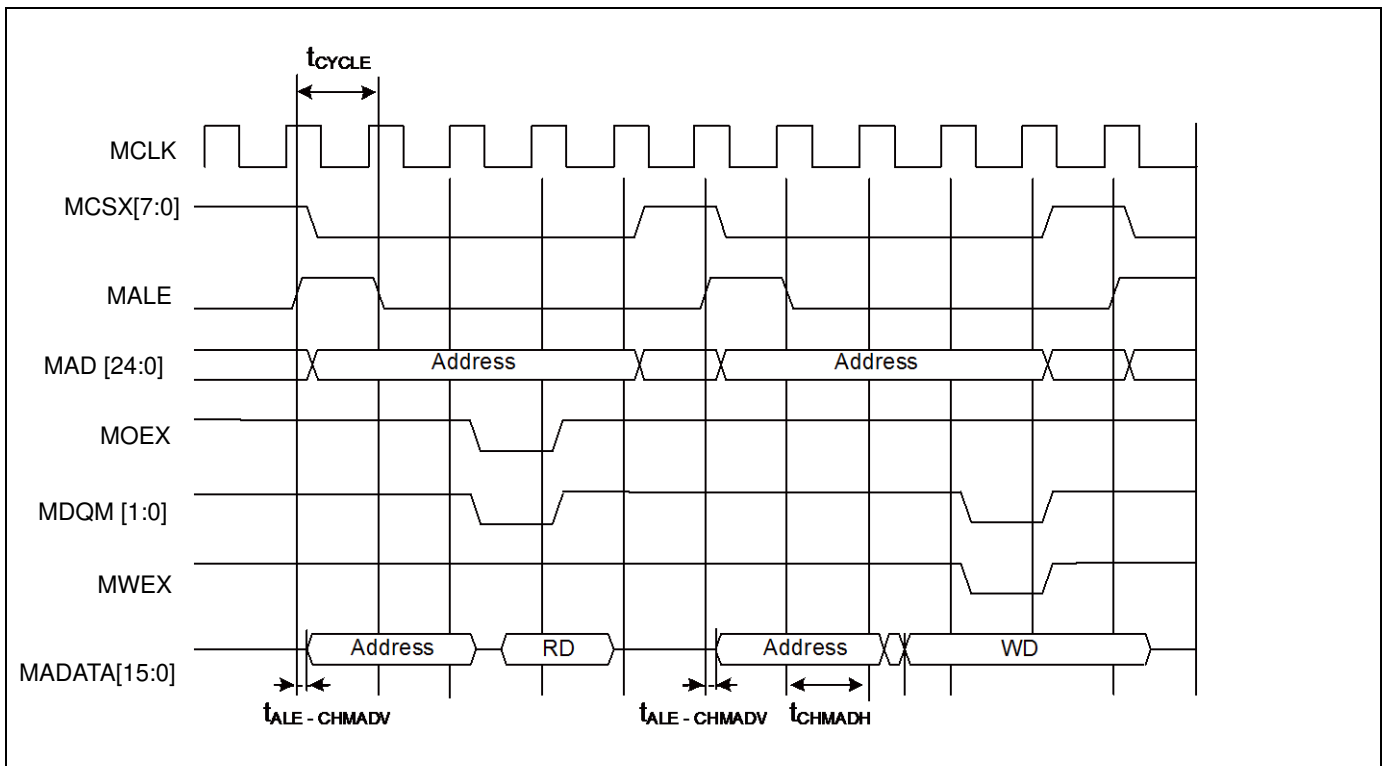 tCYCLE
MCLK
MCSX[7:0]
MALE
MAD [24:0]
Address
Address
MOEX
MDQM [1:0]
MWEX
MADATA[15:0]
Address
RD
Address
WD
tALE - CHMADV
tALE - CHMADV
tCHMADH